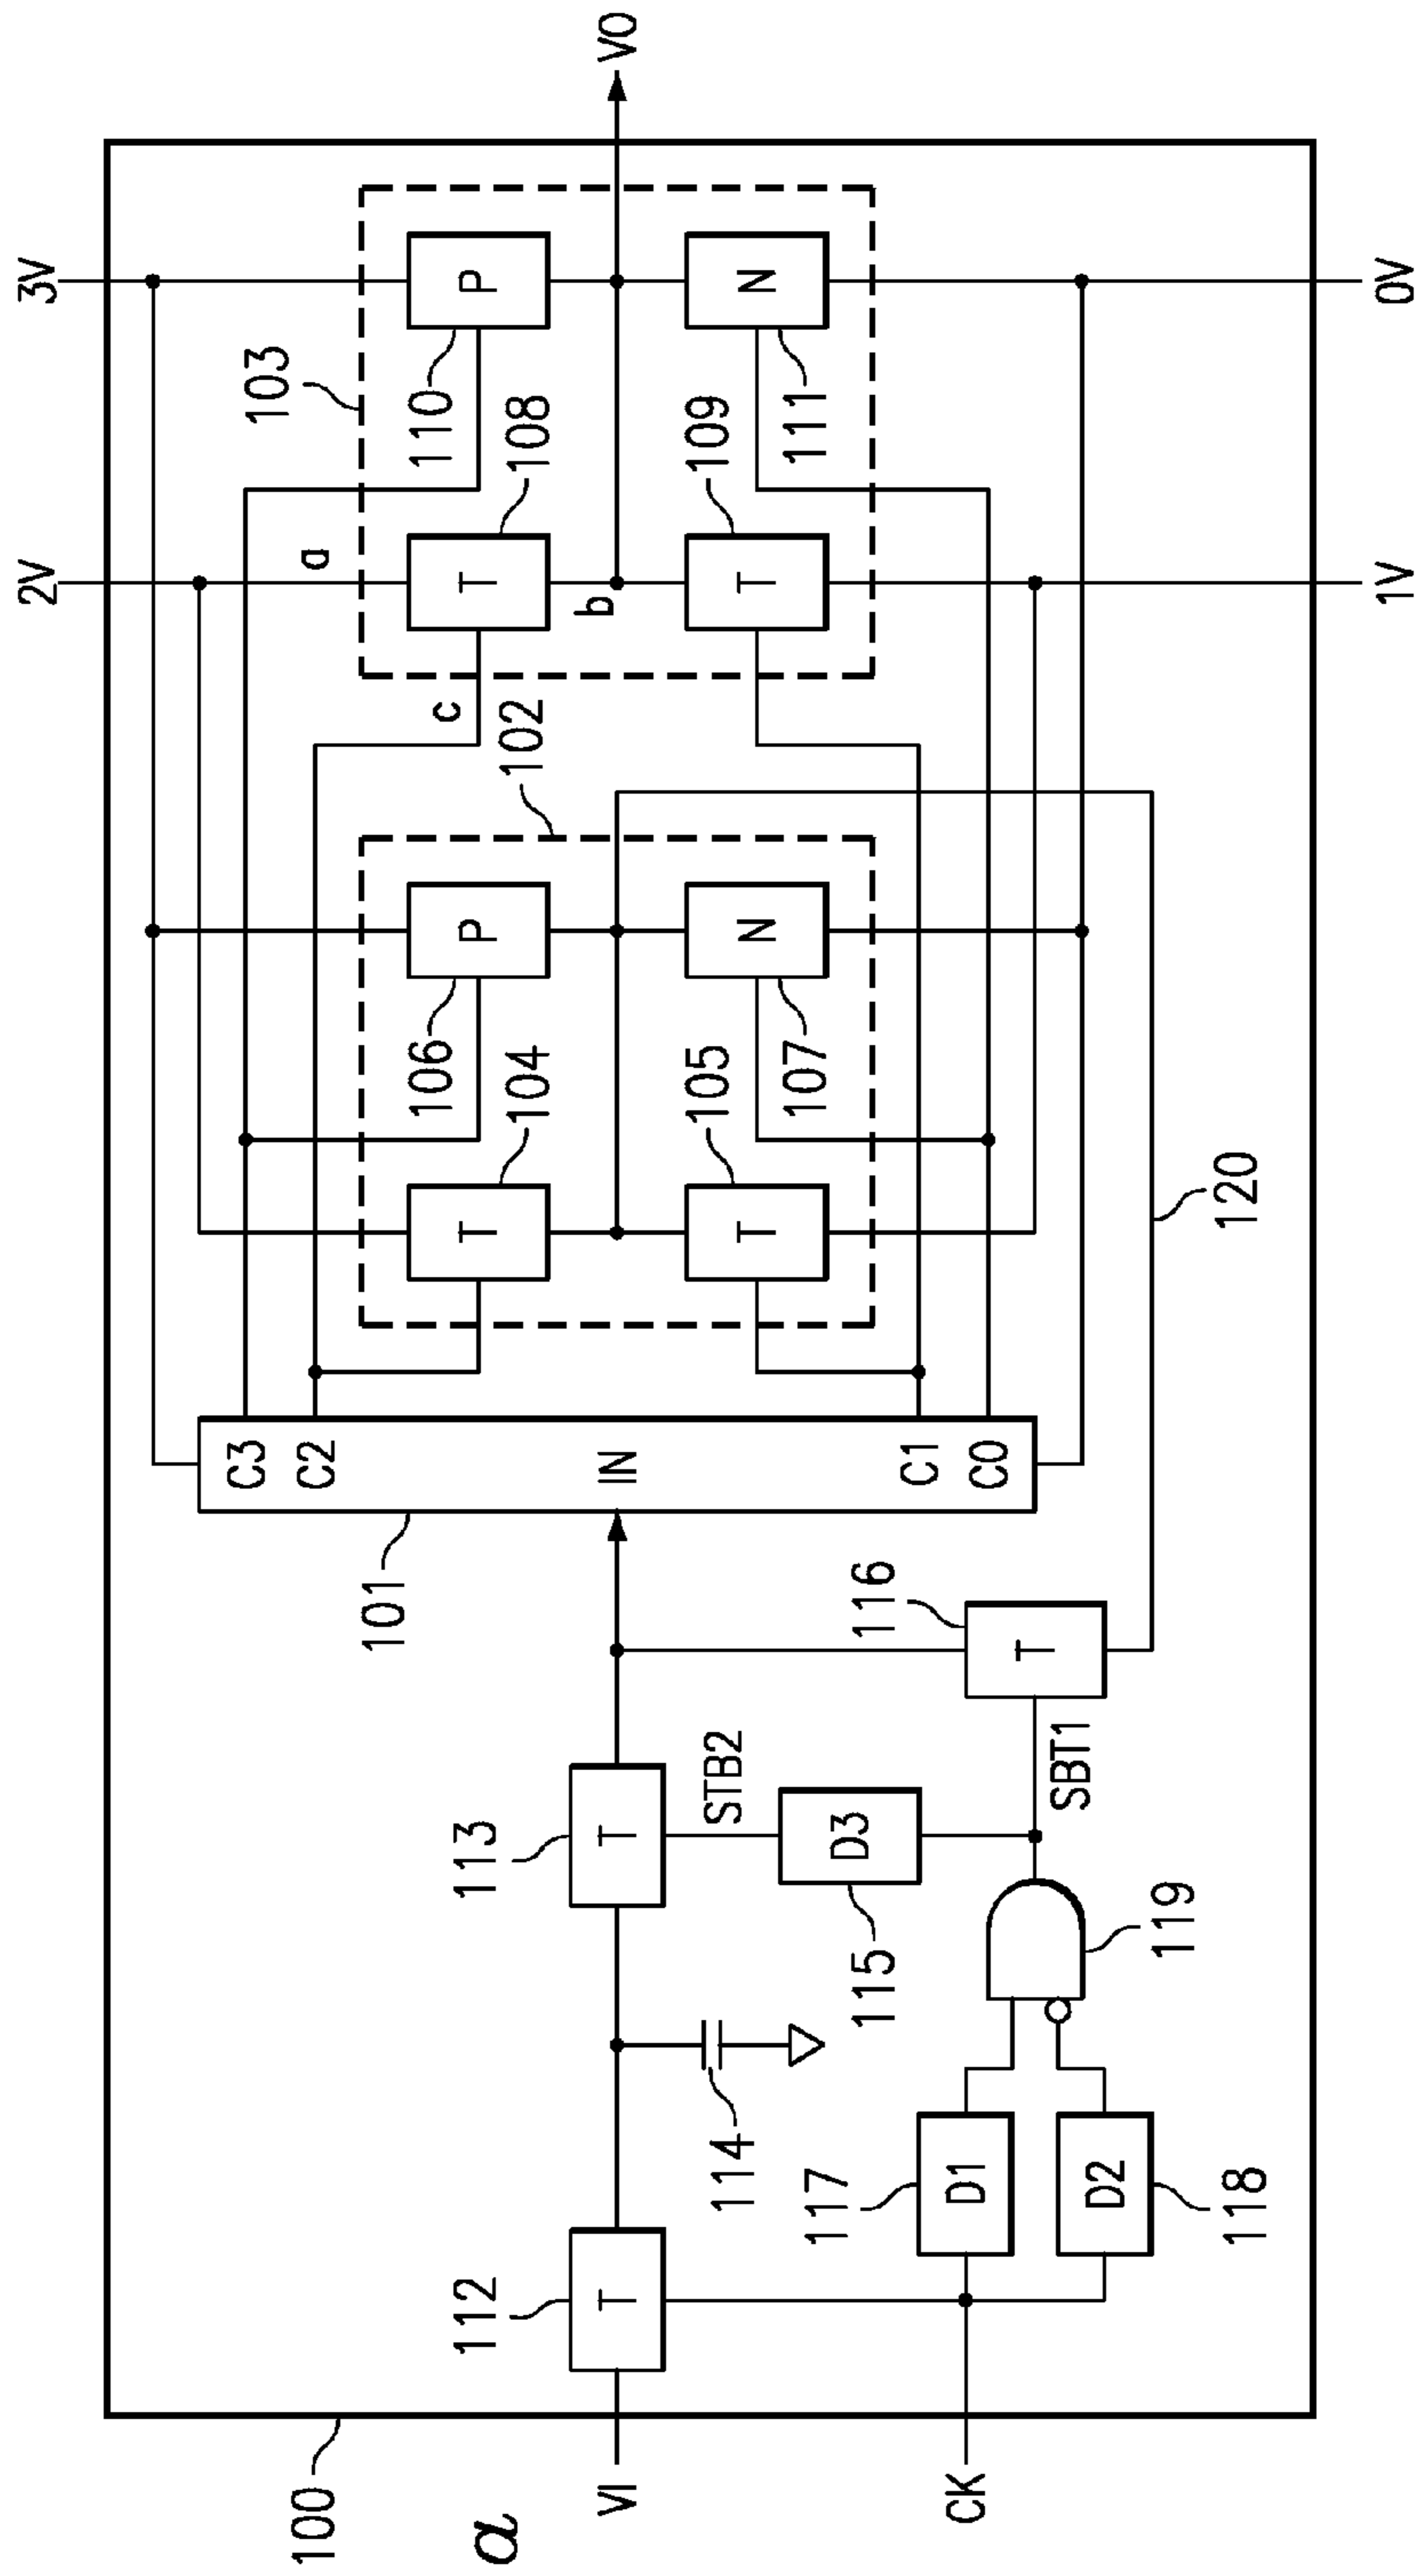 2V
3V
103
a
110
P
108
T
c
b
VO
109
T
111
N
102
106
P
104
T
105
T
107
N
C3
C2
IN
C1
C0
101
120
116
T
113
T
STB2
SBT1
D3
115
119
112
T
114
117
D1
D2
118
100
VI
CK
a
1V
0V